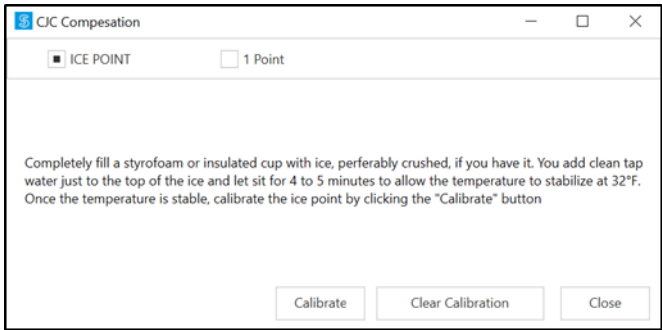 CJC Compesation
ICE POINT
1 Point
Completely fill a styrofoam or insulated cup with ice, perferably crushed, if you have it. You add clean tap
water just to the top of the ice and let sit for 4 to 5 minutes to allow the temperature to stabilize at 32°F.
Once the temperature is stable, calibrate the ice point by clicking the "Calibrate" button
Calibrate
Clear Calibration
Close